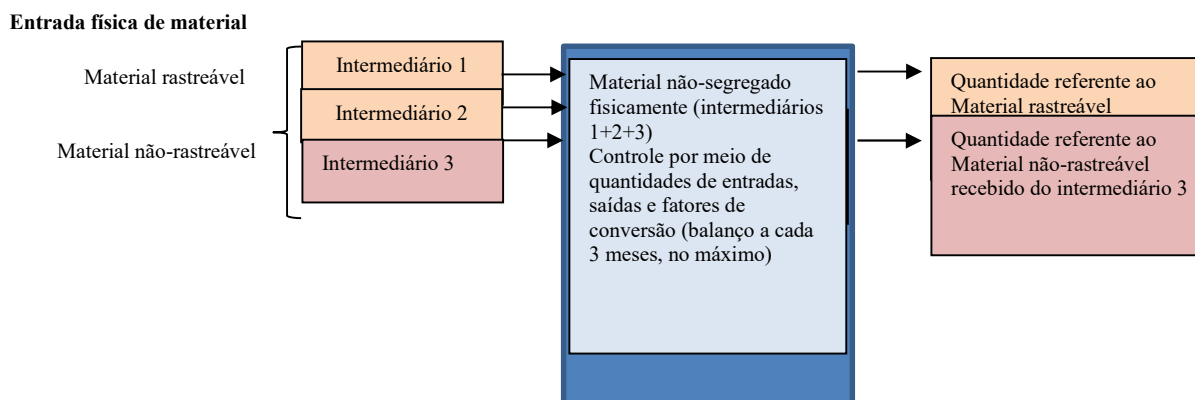 Entrada física de material
Material rastreável
Material não-rastreável
Intermediário 1
Intermediário 2
Intermediário 3
Material não-segregado
fisicamente (intermediários
1+2+3)
Controle por meio de
quantidades de entradas,
saídas e fatores de
conversão (balanço a cada
3 meses, no máximo)
Quantidade referente ao
Material rastreável
Quantidade referente ao
Material não-rastreável
recebido do intermediário 3